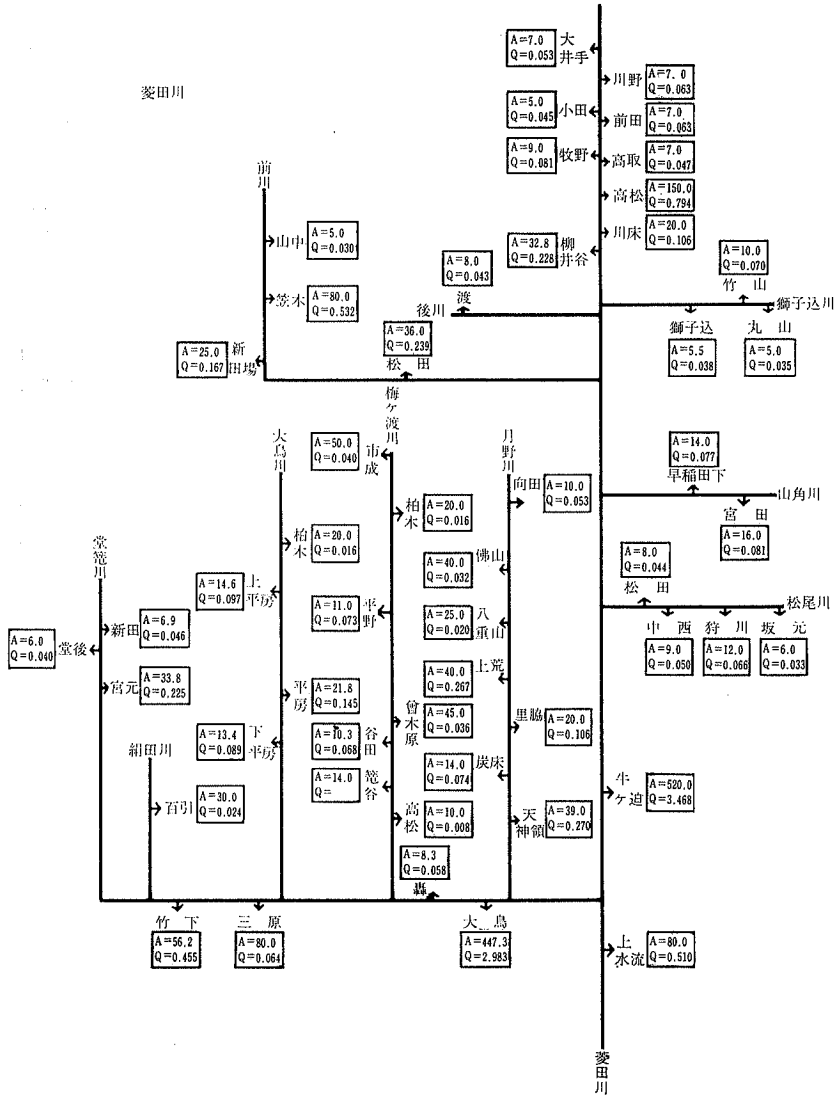 菱田川
A=7.0
Q=0.053
大井手
川野
A=7.0
Q=0.063
A=5.0
Q=0.045
小田
前田
A=7.0
Q=0.063
A=9.0
Q=0.081
牧野
高取
A=7.0
Q=0.047
高松
A=150.0
Q=0.794
川床
A=20.0
Q=0.106
A=32.8
Q=0.228
柳井谷
前川
山中
A=5.0
Q=0.030
笠木
A=80.0
Q=0.532
A=25.0
Q=0.167
新田場
A=8.0
Q=0.043
渡
後川
A=36.0
Q=0.239
松田
A=10.0
Q=0.070
竹山
獅子込川
獅子込
A=5.5
Q=0.038
丸山
A=5.0
Q=0.035
A=14.0
Q=0.077
早稲田下
山角川
宮田
A=16.0
Q=0.081
A=8.0
Q=0.044
松田
松尾川
中西
A=9.0
Q=0.050
狩川
A=12.0
Q=0.066
坂元
A=6.0
Q=0.033
牛ケ迫
A=520.0
Q=3.468
上水流
A=80.0
Q=0.510
菱田川
月野川
向田
A=10.0
Q=0.053
A=40.0
Q=0.032
佛山
A=25.0
Q=0.020
八重山
A=40.0
Q=0.267
上荒
里脇
A=20.0
Q=0.106
A=14.0
Q=0.074
炭床
天神領
A=39.0
Q=0.270
梅ケ渡川
A=50.0
Q=0.040
市成
柏木
A=20.0
Q=0.016
A=11.0
Q=0.073
平野
曾木原
A=45.0
Q=0.036
A=10.3
Q=0.068
谷田
A=14.0
Q=
篭谷
高松
A=10.0
Q=0.008
A=8.3
Q=0.058
轟
大鳥
A=447.3
Q=2.983
大鳥川
柏木
A=20.0
Q=0.016
A=14.6
Q=0.097
上平房
平房
A=21.8
Q=0.145
A=13.4
Q=0.089
下平房
堂篭川
新田
A=6.9
Q=0.046
A=6.0
Q=0.040
堂後
宮元
A=33.8
Q=0.225
絹田川
百引
A=30.0
Q=0.024
竹下
A=56.2
Q=0.455
三原
A=80.0
Q=0.064